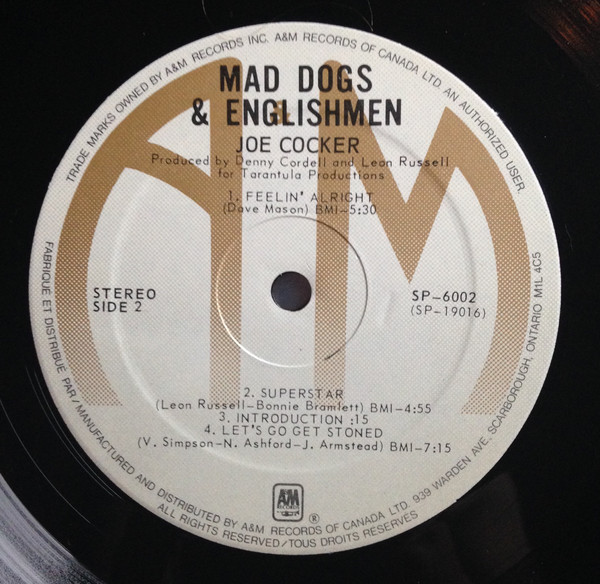 TRADE MARKS OWNED BY A&M RECORDS INC. A&M RECORDS OF CANADA LTD. AN AUTHORIZED USER.
MAD DOGS
& ENGLISHMEN
JOE COCKER
Produced by Denny Cordell and Leon Russell
for Tarantula Productions
1. FEELIN' ALRIGHT
(Dave Mason) BMI-5:30
STEREO
SIDE 2
SP-6002
(SP-19016)
2. SUPERSTAR
(Leon Russell-Bonnie Bramlett) BMI-4:55
3. INTRODUCTION :15
4. LET'S GO GET STONED
(V. Simpson-N. Ashford-J. Armstead) BMI-7:15
A&M
RECORDS
®
FABRIQUÉ ET DISTRIBUÉ PAR/MANUFACTURED AND DISTRIBUTED BY A&M RECORDS OF CANADA LTD. 939 WARDEN AVE, SCARBOROUGH, ONTARIO M1L 4C5
ALL RIGHTS RESERVED/TOUS DROITS RESERVÉS